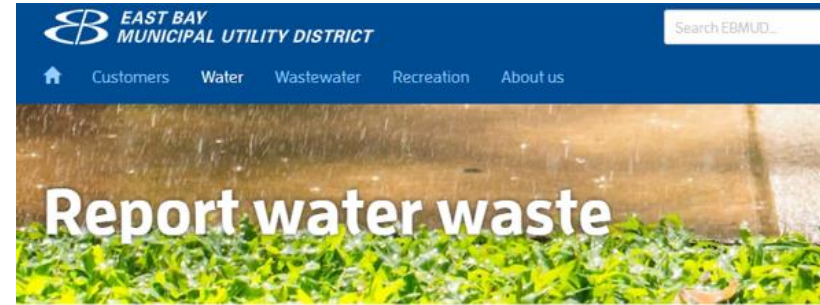 EAST BAY
MUNICIPAL UTILITY DISTRICT
Search EBMUD...
Customers Water Wastewater Recreation About us
Report water waste